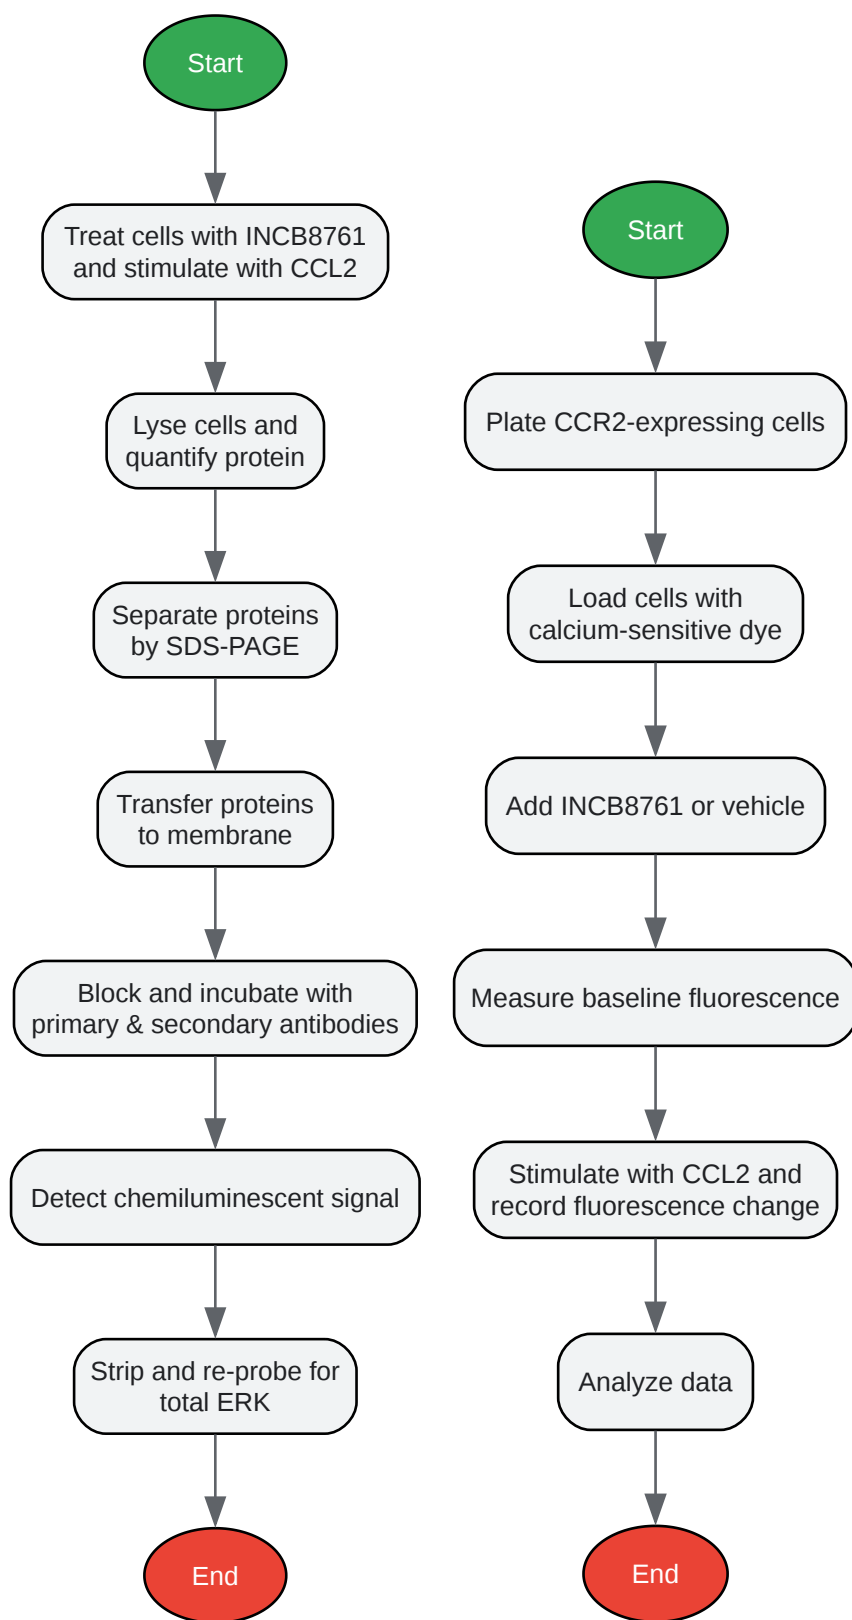 Start
Treat cells with INCB8761
and stimulate with CCL2
Lyse cells and
quantify protein
Separate proteins
by SDS-PAGE
Transfer proteins
to membrane
Block and incubate with
primary & secondary antibodies
Detect chemiluminescent signal
Strip and re-probe for
total ERK
End
Start
Plate CCR2-expressing cells
Load cells with
calcium-sensitive dye
Add INCB8761 or vehicle
Measure baseline fluorescence
Stimulate with CCL2 and
record fluorescence change
Analyze data
End